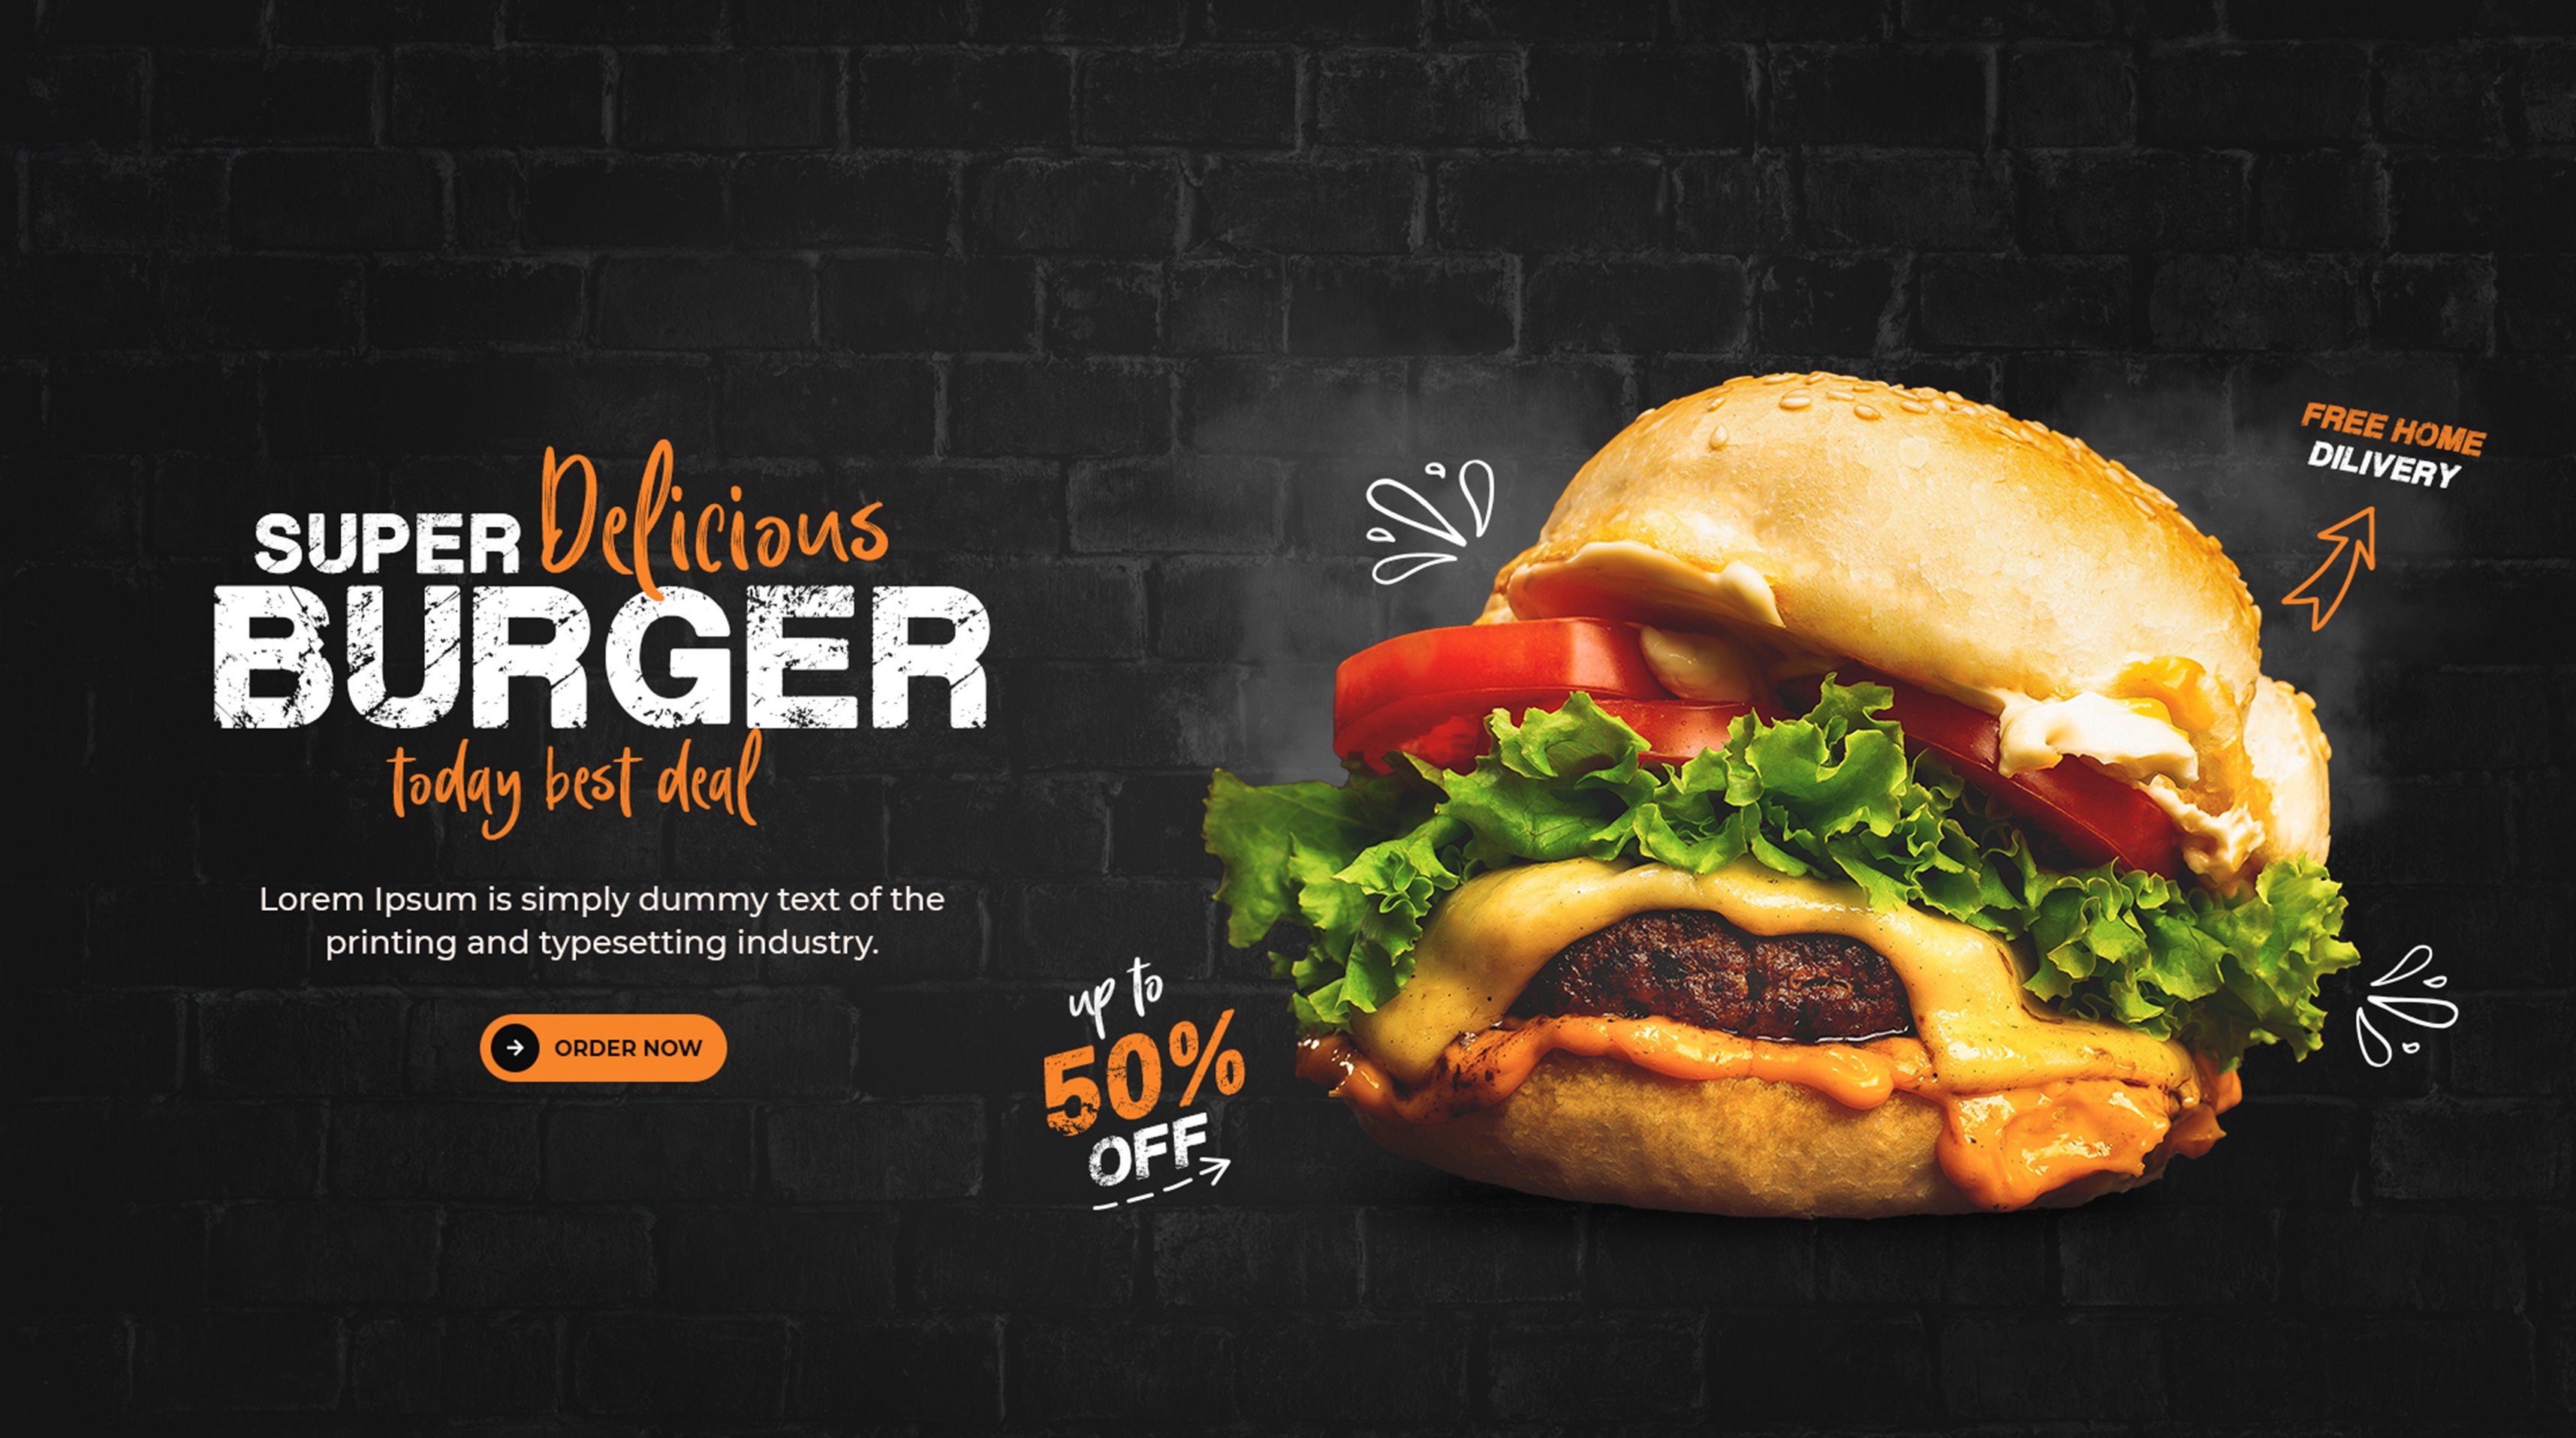 SUPER Delicious
BURGER
today best deal
Lorem Ipsum is simply dummy text of the
printing and typesetting industry.
ORDER NOW
up to
50%
OFF
FREE HOME
DILIVERY